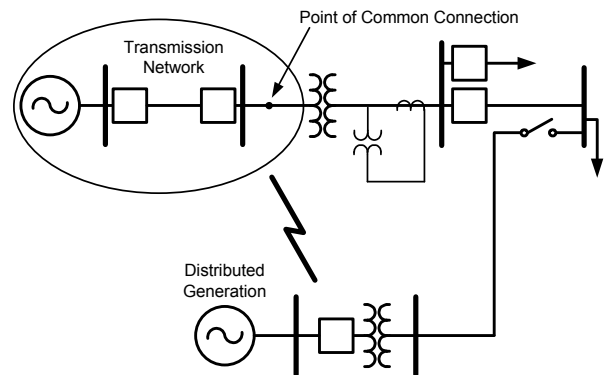 Point of Common Connection
Transmission
Network
Distributed
Generation